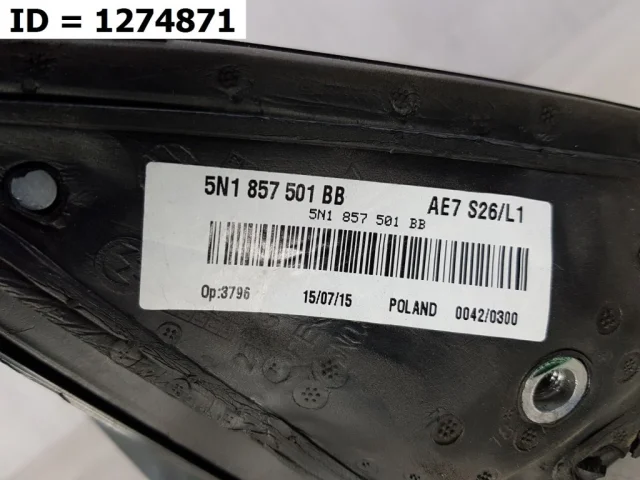 ID = 1274871
5N1 857 501 BB AE7 S26/L1
5N1 857 501 BB
Op:3796 15/07/15 POLAND 0042/0300